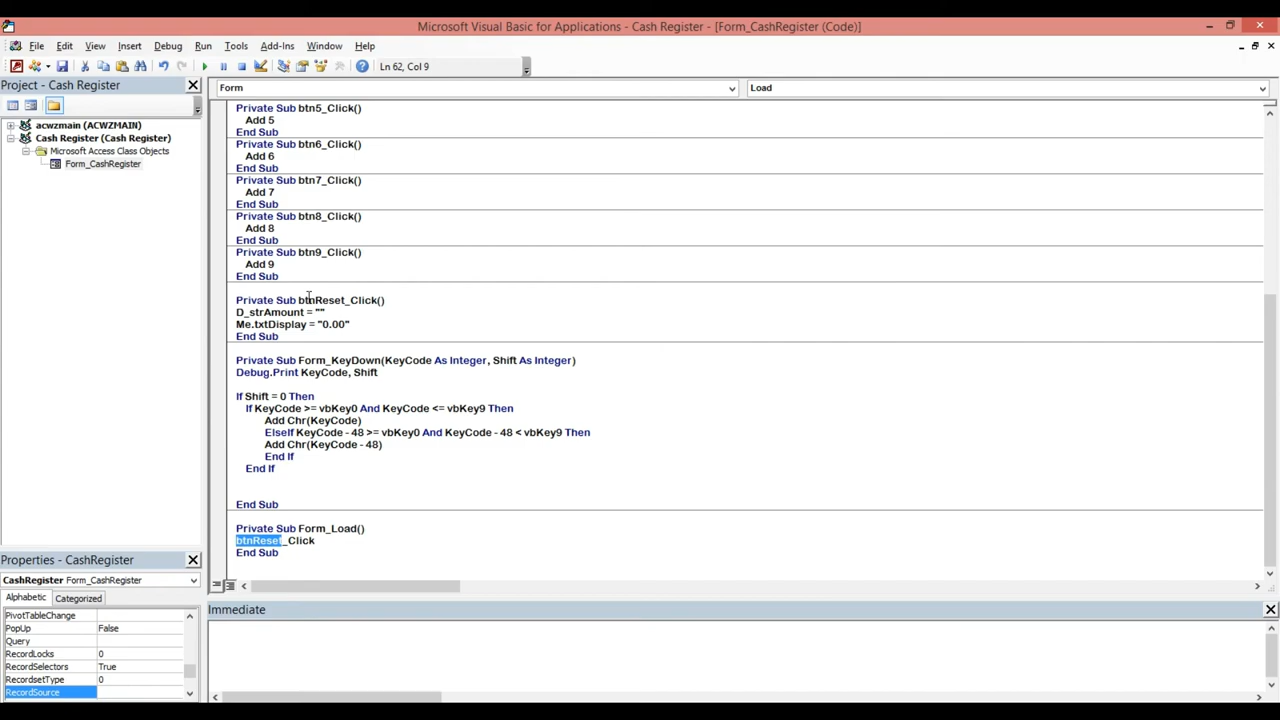 Microsoft Visual Basic for Applications - Cash Register - [Form_CashRegister (Code)]
File Edit View Insert Debug Run Tools Add-Ins Window Help
Ln 62, Col 9
Project - Cash Register
acwzmain (ACWZMAIN)
Cash Register (Cash Register)
Microsoft Access Class Objects
Form_CashRegister
Form Load
Private Sub btn5_Click()
Add 5
End Sub
Private Sub btn6_Click()
Add 6
End Sub
Private Sub btn7_Click()
Add 7
End Sub
Private Sub btn8_Click()
Add 8
End Sub
Private Sub btn9_Click()
Add 9
End Sub
Private Sub btnReset_Click()
D_strAmount = ""
Me.txtDisplay = "0.00"
End Sub
Private Sub Form_KeyDown(KeyCode As Integer, Shift As Integer)
Debug.Print KeyCode, Shift
If Shift = 0 Then
If KeyCode >= vbKey0 And KeyCode <= vbKey9 Then
Add Chr(KeyCode)
ElseIf KeyCode - 48 >= vbKey0 And KeyCode - 48 < vbKey9 Then
Add Chr(KeyCode - 48)
End If
End If
End Sub
Private Sub Form_Load()
btnReset_Click
End Sub
Properties - CashRegister
CashRegister Form_CashRegister
Alphabetic Categorized
PivotTableChange
PopUp False
Query
RecordLocks 0
RecordSelectors True
RecordsetType 0
RecordSource
Immediate